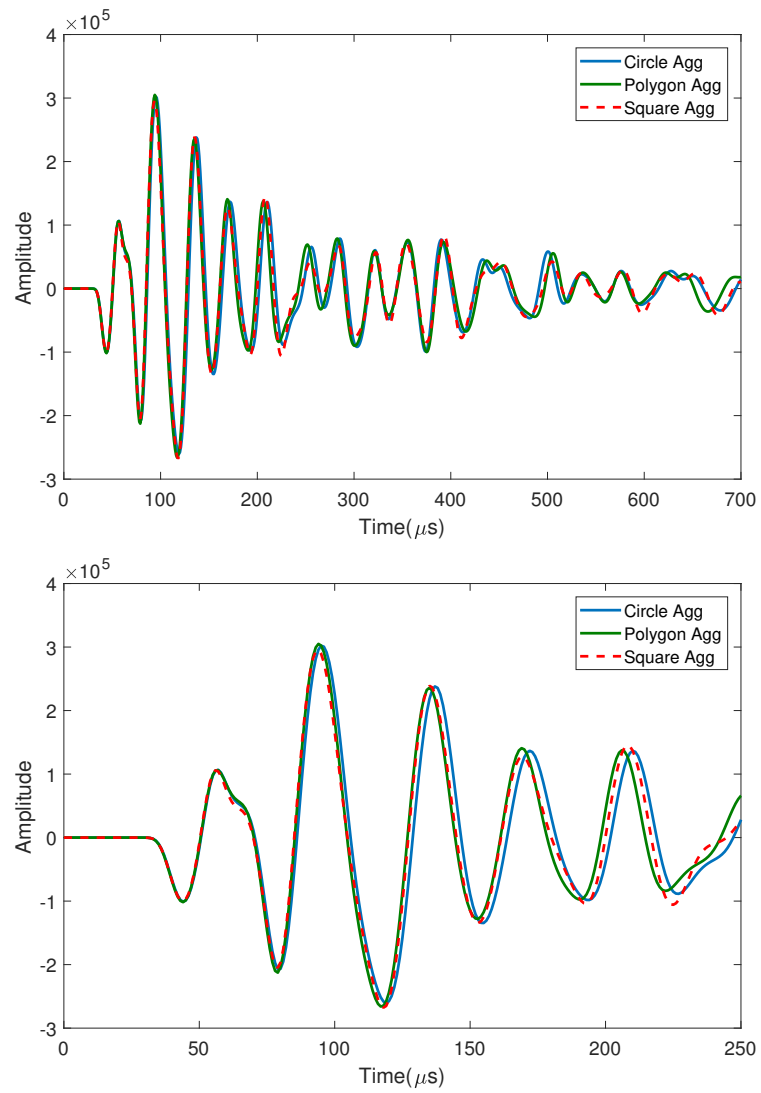 ×10^5
4
3
2
1
0
-1
-2
-3
Amplitude
Circle Agg
Polygon Agg
Square Agg
0 100 200 300 400 500 600 700
Time(μs)
×10^5
4
3
2
1
0
-1
-2
-3
Amplitude
Circle Agg
Polygon Agg
Square Agg
0 50 100 150 200 250
Time(μs)